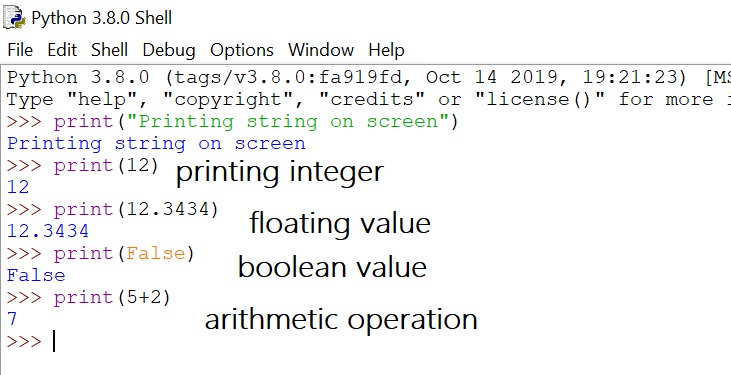 Python 3.8.0 Shell
File Edit Shell Debug Options Window Help
Python 3.8.0 (tags/v3.8.0:fa919fd, Oct 14 2019, 19:21:23) [MS
Type "help", "copyright", "credits" or "license()" for more
>>> print("Printing string on screen")
Printing string on screen
>>> print(12) printing integer
12
>>> print(12.3434)
12.3434 floating value
>>> print(False)
False boolean value
>>> print(5+2)
7 arithmetic operation
>>>